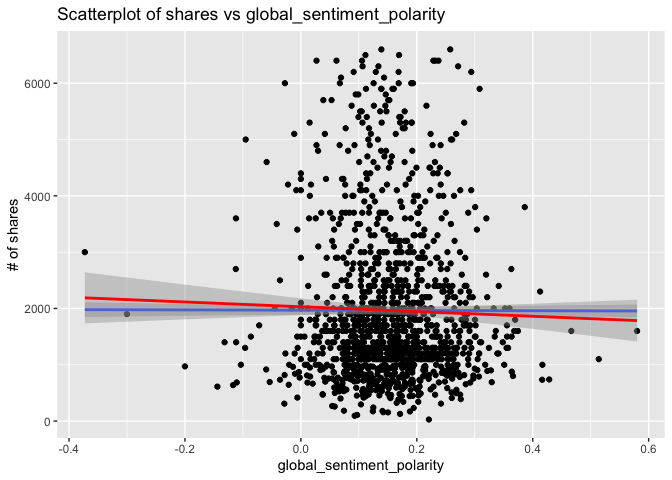 Scatterplot of shares vs global_sentiment_polarity
# of shares
6000
4000
2000
0
-0.4 -0.2 0.0 0.2 0.4 0.6
global_sentiment_polarity